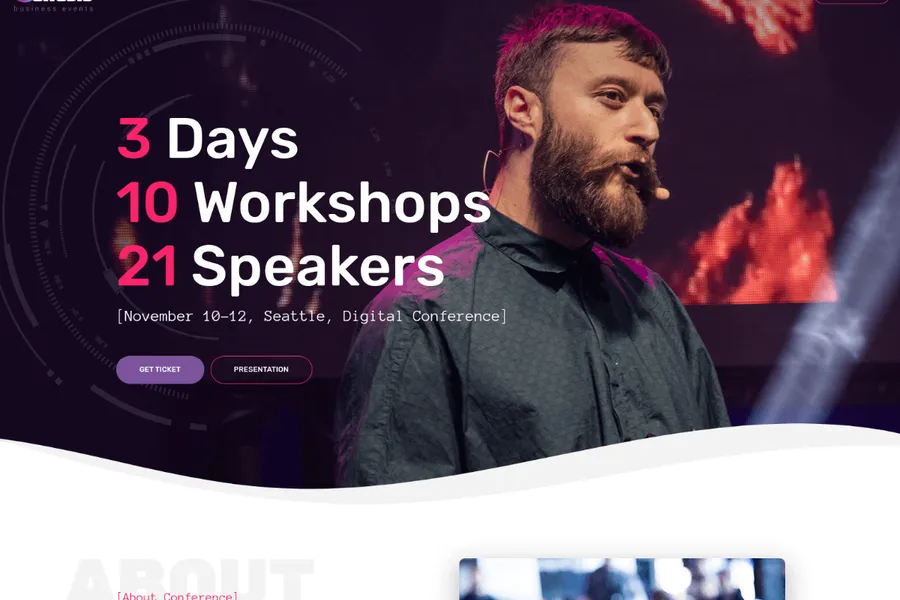 business events
3 Days
10 Workshops
21 Speakers
[November 10-12, Seattle, Digital Conference]
GET TICKET
PRESENTATION
ABOUT
[About Conference]